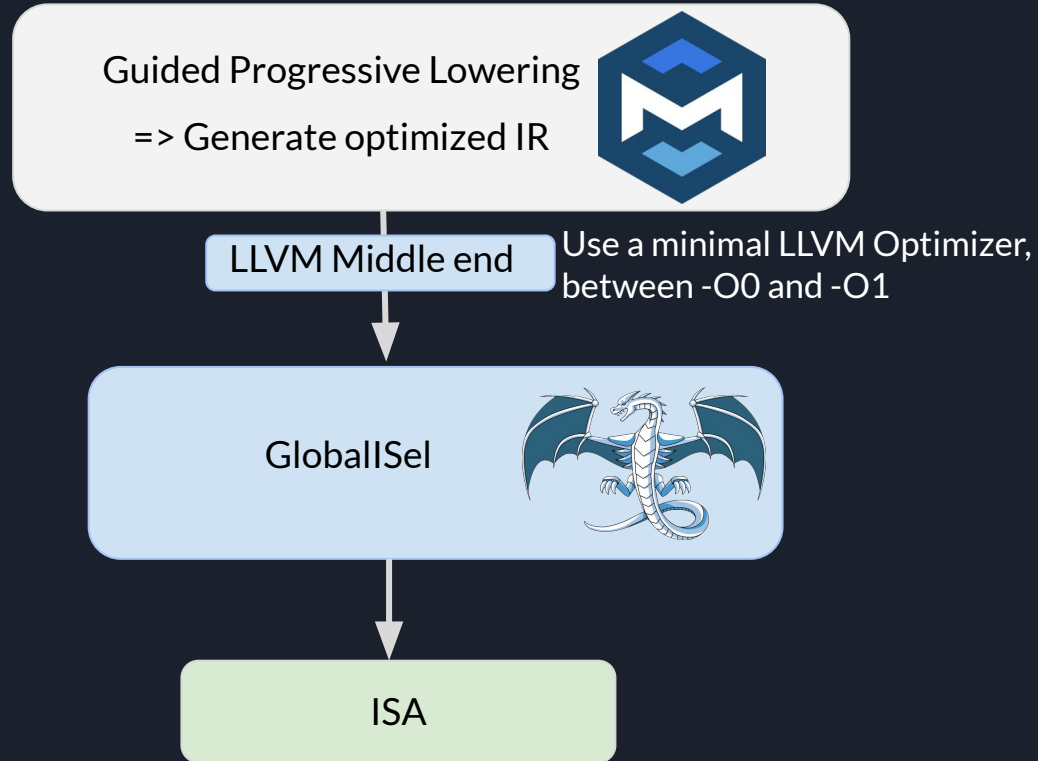 Guided Progressive Lowering
=> Generate optimized IR
LLVM Middle end
Use a minimal LLVM Optimizer,
between -O0 and -O1
GlobalISel
ISA